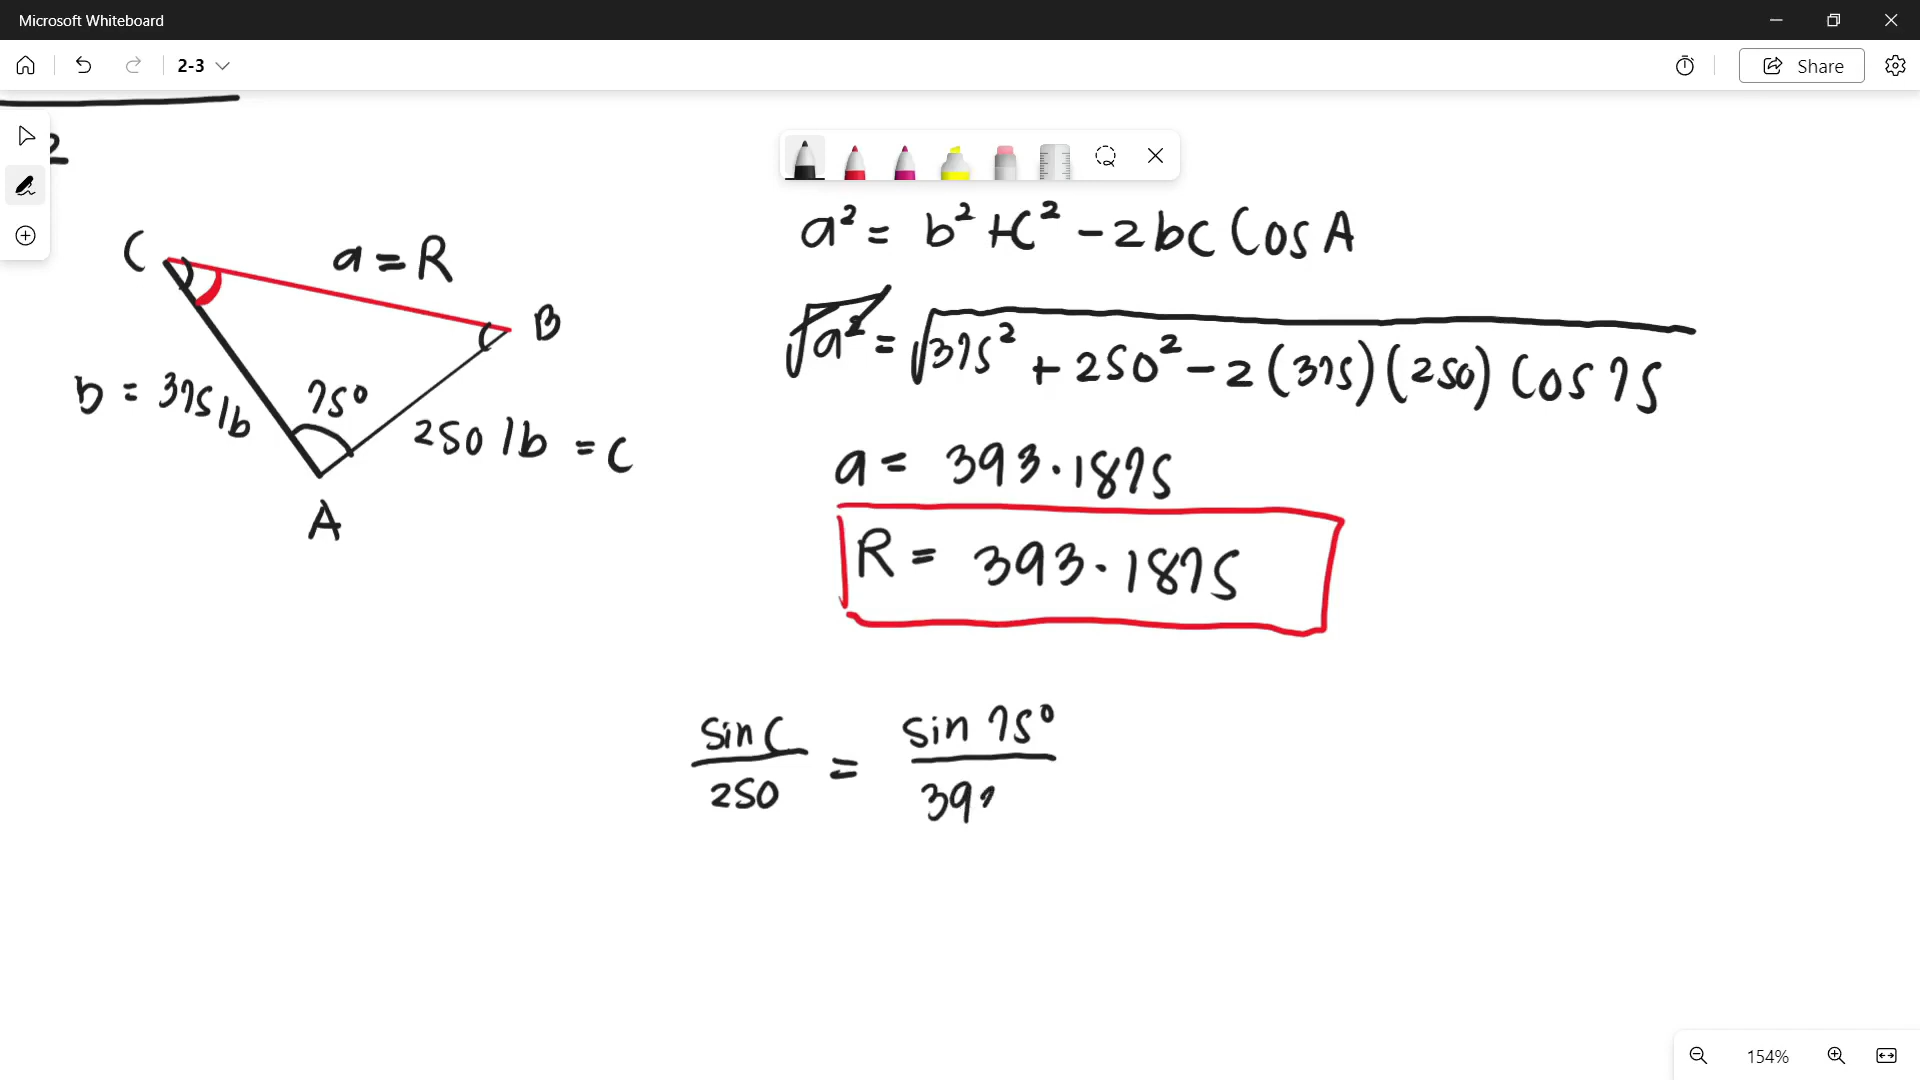 Microsoft Whiteboard
2-3
Share
2
C
a = R
B
b = 375 lb
75°
250 lb = C
A
a² = b² + C² - 2bc Cos A
√a² = √375² + 250² - 2 (375) (250) Cos 75
a = 393.1875
R = 393.1875
sin C / 250 = sin 75° / 393
154%